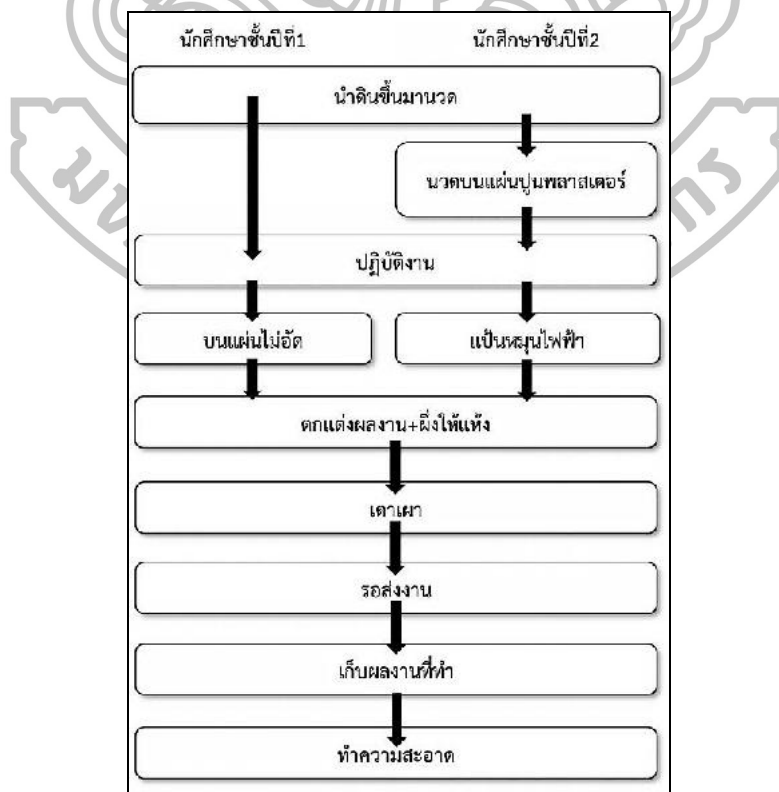 นักศึกษาชั้นปีที่1 นักศึกษาชั้นปีที่2
นำดินขึ้นมานวด
นวดบนแผ่นปูนพลาสเตอร์
ปฏิบัติงาน
บนแผ่นไม้อัด แป้นหมุนไฟฟ้า
ตกแต่งผลงาน+ผึ่งให้แห้ง
เตาเผา
รอส่งงาน
เก็บผลงานที่ทำ
ทำความสะอาด